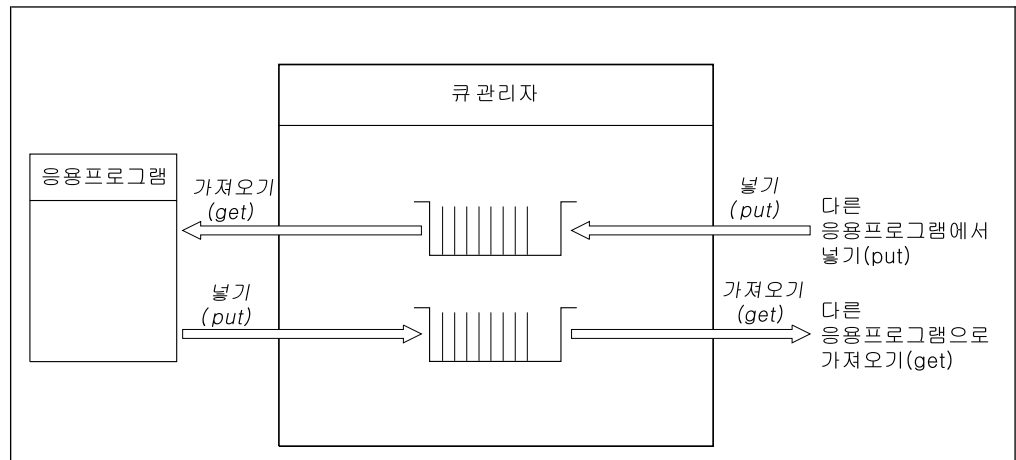 큐 관리자
응용프로그램
가져오기
(get)
넣기
(put)
다른
응용프로그램에서
넣기(put)
넣기
(put)
가져오기
(get)
다른
응용프로그램으로
가져오기(get)